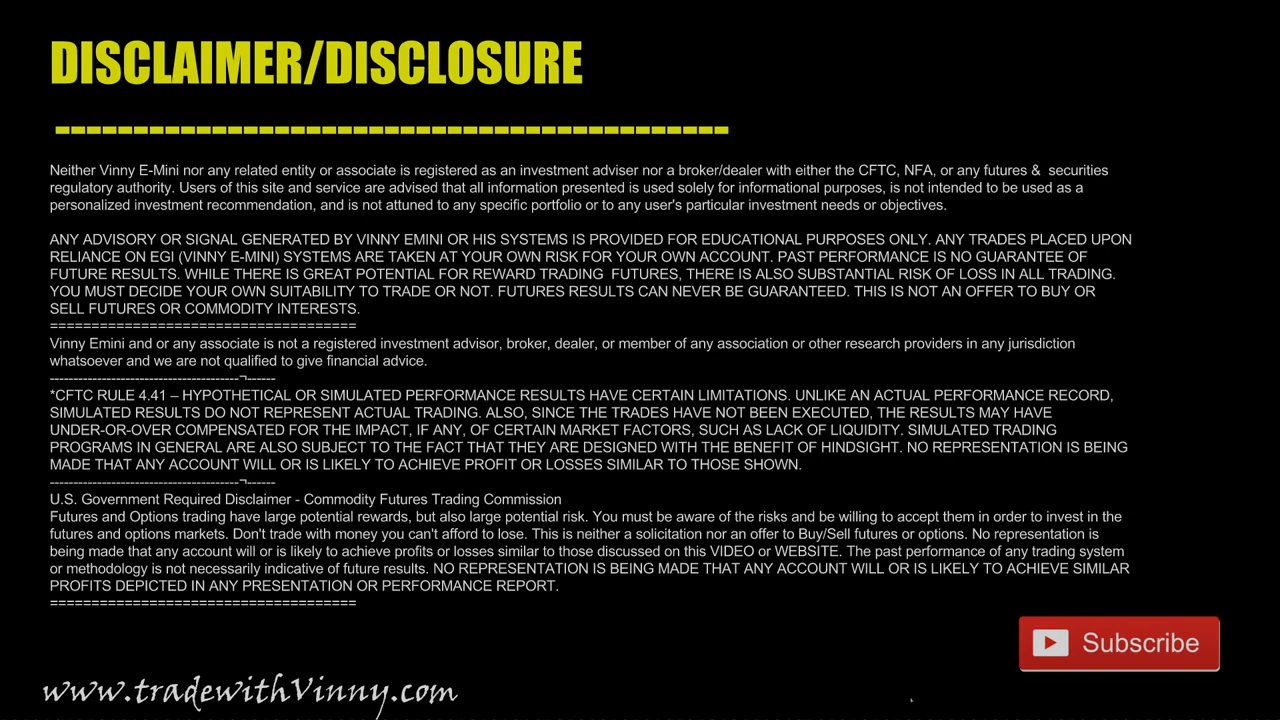 DISCLAIMER/DISCLOSURE
-------------------------------------------
Neither Vinny E-Mini nor any related entity or associate is registered as an investment adviser nor a broker/dealer with either the CFTC, NFA, or any futures &  securities
regulatory authority. Users of this site and service are advised that all information presented is used solely for informational purposes, is not intended to be used as a
personalized investment recommendation, and is not attuned to any specific portfolio or to any user's particular investment needs or objectives.
ANY ADVISORY OR SIGNAL GENERATED BY VINNY EMINI OR HIS SYSTEMS IS PROVIDED FOR EDUCATIONAL PURPOSES ONLY. ANY TRADES PLACED UPON
RELIANCE ON EGI (VINNY E-MINI) SYSTEMS ARE TAKEN AT YOUR OWN RISK FOR YOUR OWN ACCOUNT. PAST PERFORMANCE IS NO GUARANTEE OF
FUTURE RESULTS. WHILE THERE IS GREAT POTENTIAL FOR REWARD TRADING  FUTURES, THERE IS ALSO SUBSTANTIAL RISK OF LOSS IN ALL TRADING.
YOU MUST DECIDE YOUR OWN SUITABILITY TO TRADE OR NOT. FUTURES RESULTS CAN NEVER BE GUARANTEED. THIS IS NOT AN OFFER TO BUY OR
SELL FUTURES OR COMMODITY INTERESTS.
=====================================
Vinny Emini and or any associate is not a registered investment advisor, broker, dealer, or member of any association or other research providers in any jurisdiction
whatsoever and we are not qualified to give financial advice.
-----------------------------------------¬------
*CFTC RULE 4.41 – HYPOTHETICAL OR SIMULATED PERFORMANCE RESULTS HAVE CERTAIN LIMITATIONS. UNLIKE AN ACTUAL PERFORMANCE RECORD,
SIMULATED RESULTS DO NOT REPRESENT ACTUAL TRADING. ALSO, SINCE THE TRADES HAVE NOT BEEN EXECUTED, THE RESULTS MAY HAVE
UNDER-OR-OVER COMPENSATED FOR THE IMPACT, IF ANY, OF CERTAIN MARKET FACTORS, SUCH AS LACK OF LIQUIDITY. SIMULATED TRADING
PROGRAMS IN GENERAL ARE ALSO SUBJECT TO THE FACT THAT THEY ARE DESIGNED WITH THE BENEFIT OF HINDSIGHT. NO REPRESENTATION IS BEING
MADE THAT ANY ACCOUNT WILL OR IS LIKELY TO ACHIEVE PROFIT OR LOSSES SIMILAR TO THOSE SHOWN.
-----------------------------------------¬------
U.S. Government Required Disclaimer - Commodity Futures Trading Commission
Futures and Options trading have large potential rewards, but also large potential risk. You must be aware of the risks and be willing to accept them in order to invest in the
futures and options markets. Don't trade with money you can't afford to lose. This is neither a solicitation nor an offer to Buy/Sell futures or options. No representation is
being made that any account will or is likely to achieve profits or losses similar to those discussed on this VIDEO or WEBSITE. The past performance of any trading system
or methodology is not necessarily indicative of future results. NO REPRESENTATION IS BEING MADE THAT ANY ACCOUNT WILL OR IS LIKELY TO ACHIEVE SIMILAR
PROFITS DEPICTED IN ANY PRESENTATION OR PERFORMANCE REPORT.
=====================================
Subscribe
www.tradewithVinny.com